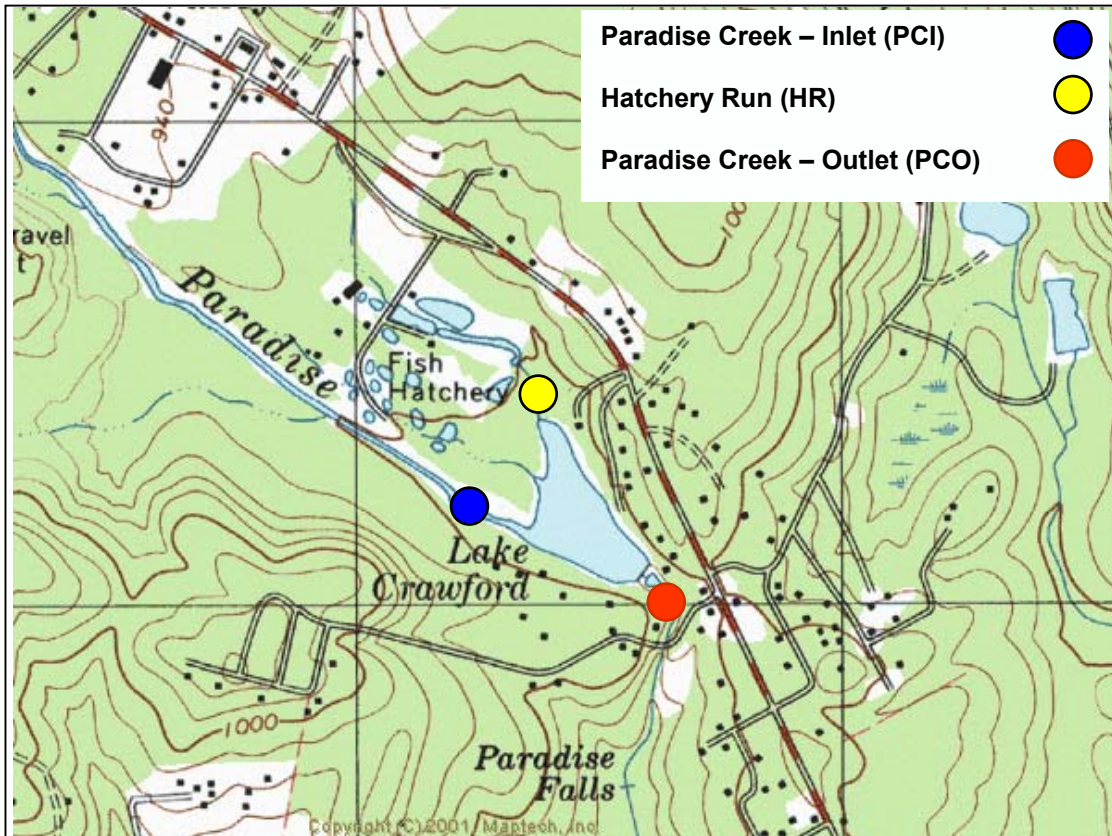 Paradise Creek – Inlet (PCI)
Hatchery Run (HR)
Paradise Creek – Outlet (PCO)
940
ravel
t
Paradise
Fish
Hatchery
Lake
Crawford
1000
Paradise
Falls
Copyright (C) 2001, Maptech, Inc.